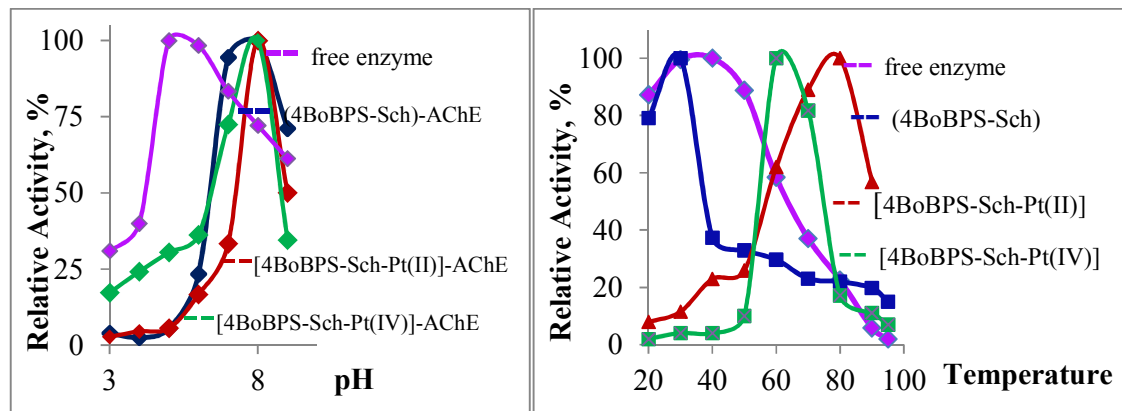 Relative Activity, %
100
75
50
25
0
3
8
pH
free enzyme
(4BoBPS-Sch)-AChE
[4BoBPS-Sch-Pt(II)]-AChE
[4BoBPS-Sch-Pt(IV)]-AChE
Relative Activity, %
100
80
60
40
20
0
20
40
60
80
100
Temperature
free enzyme
(4BoBPS-Sch)
[4BoBPS-Sch-Pt(II)]
[4BoBPS-Sch-Pt(IV)]